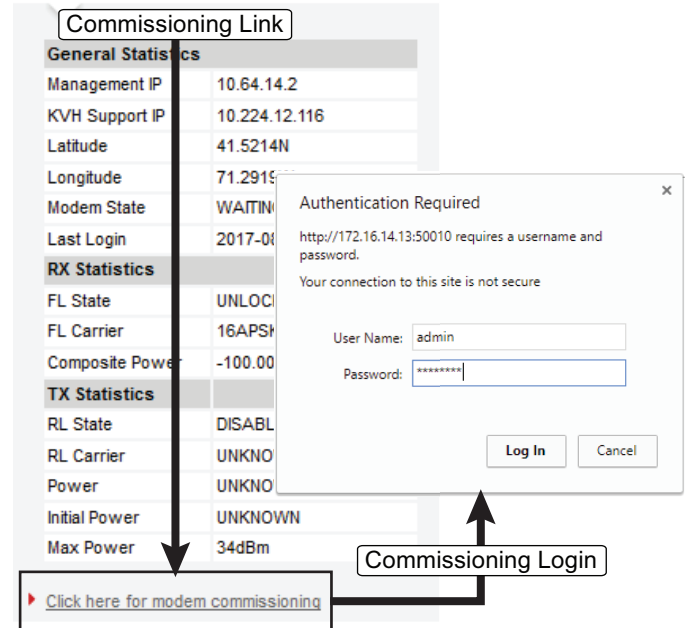 Commissioning Link
General Statistics
Management IP 10.64.14.2
KVH Support IP 10.224.12.116
Latitude 41.5214N
Longitude 71.2919
Modem State
Last Login
RX Statistics
FL State
FL Carrier
Composite Power -100.00
TX Statistics
RL State
RL Carrier
Power
Initial Power UNKNOWN
Max Power 34dBm
Click here for modem commissioning
Authentication Required
×
http://172.16.14.13:50010 requires a username and
password.
Your connection to this site is not secure
User Name: admin
Password: ********
Log In Cancel
Commissioning Login